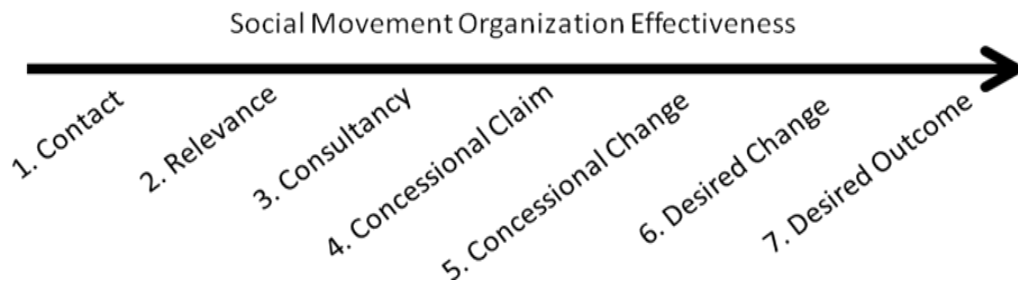 Social Movement Organization Effectiveness
1. Contact
2. Relevance
3. Consultancy
4. Concessional Claim
5. Concessional Change
6. Desired Change
7. Desired Outcome